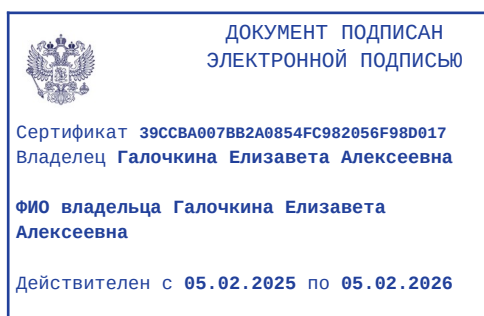 ДОКУМЕНТ ПОДПИСАН
ЭЛЕКТРОННОЙ ПОДПИСЬЮ
Сертификат 39CCBA007BB2A0854FC982056F98D017
Владелец Галочкина Елизавета Алексеевна
ФИО владельца Галочкина Елизавета
Алексеевна
Действителен с 05.02.2025 по 05.02.2026